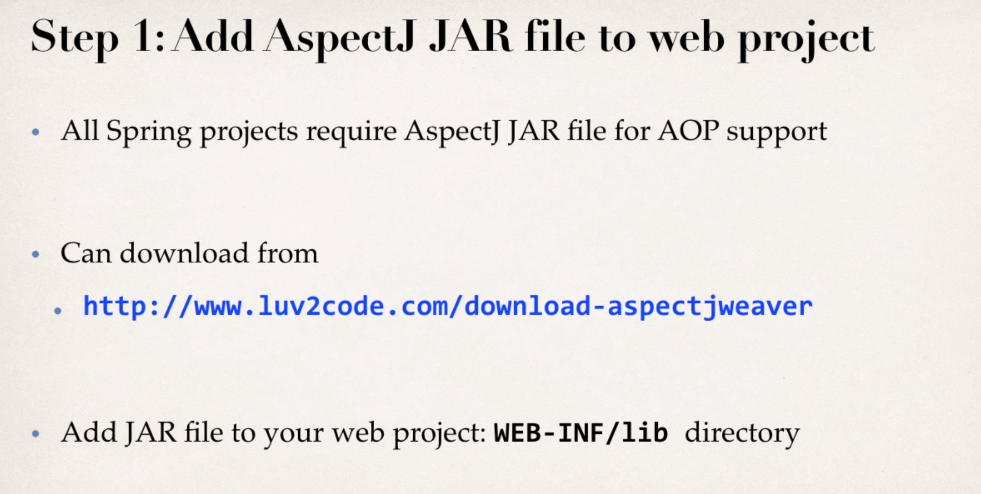 Step 1: Add AspectJ JAR file to web project
• All Spring projects require AspectJ JAR file for AOP support
• Can download from
• http://www.luv2code.com/download-aspectjweaver
• Add JAR file to your web project: WEB-INF/lib directory